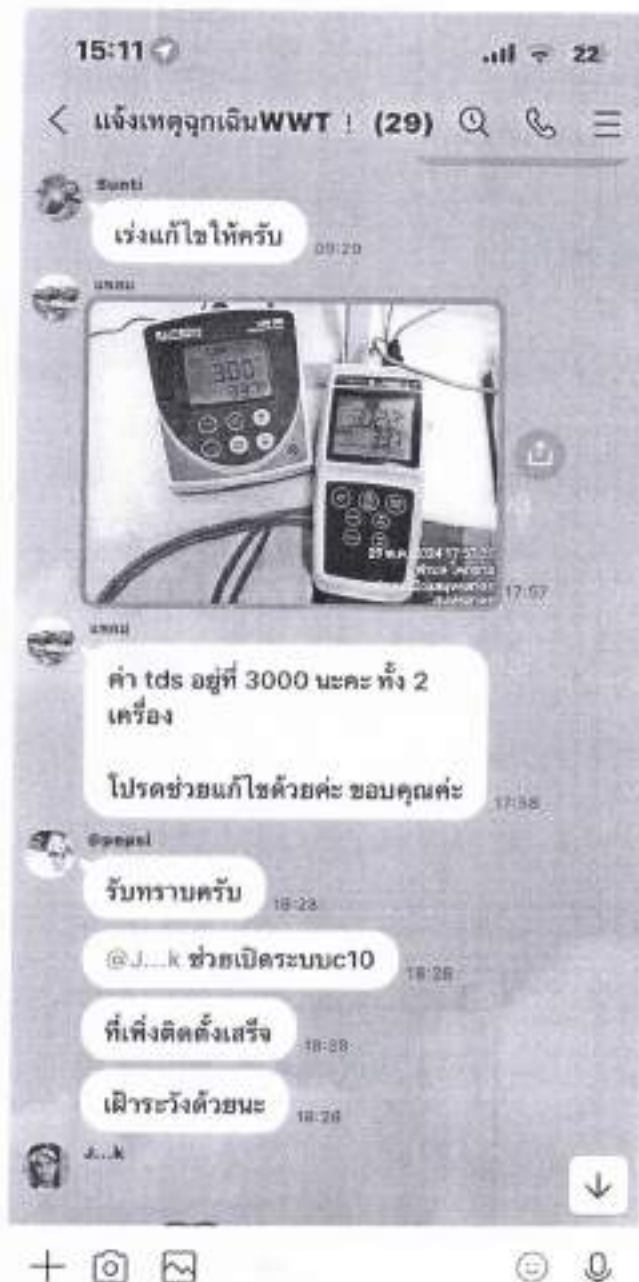 15:11
22
แจ้งเหตุฉุกเฉินWWT ! (29)
Sunti
เร่งแก้ไขให้ครับ
09:29
แหม่ม
3.00
17:57
แหม่ม
ค่า tds อยู่ที่ 3000 นะคะ ทั้ง 2
เครื่อง
โปรดช่วยแก้ไขด้วยค่ะ ขอบคุณค่ะ
17:58
@pepsi
รับทราบครับ
18:28
@J...k ช่วยเปิดระบบc10
18:28
ที่เพิ่งติดตั้งเสร็จ
18:28
เฝ้าระวังด้วยนะ
18:28
J...k